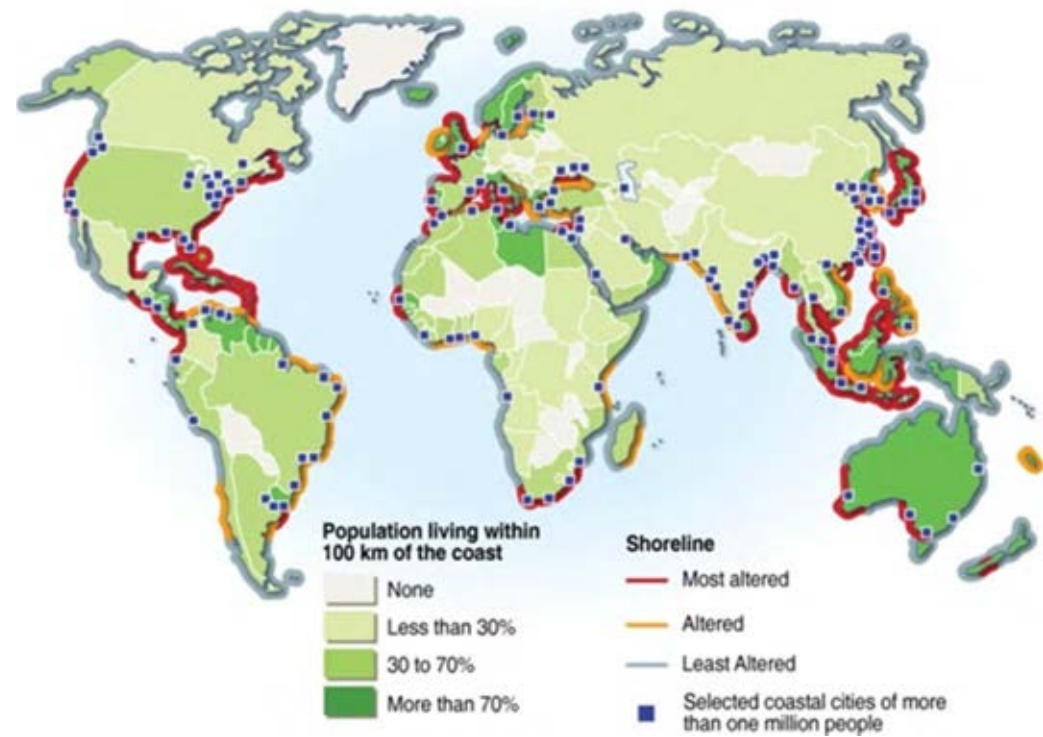 Population living within
100 km of the coast
None
Less than 30%
30 to 70%
More than 70%
Shoreline
Most altered
Altered
Least Altered
Selected coastal cities of more
than one million people